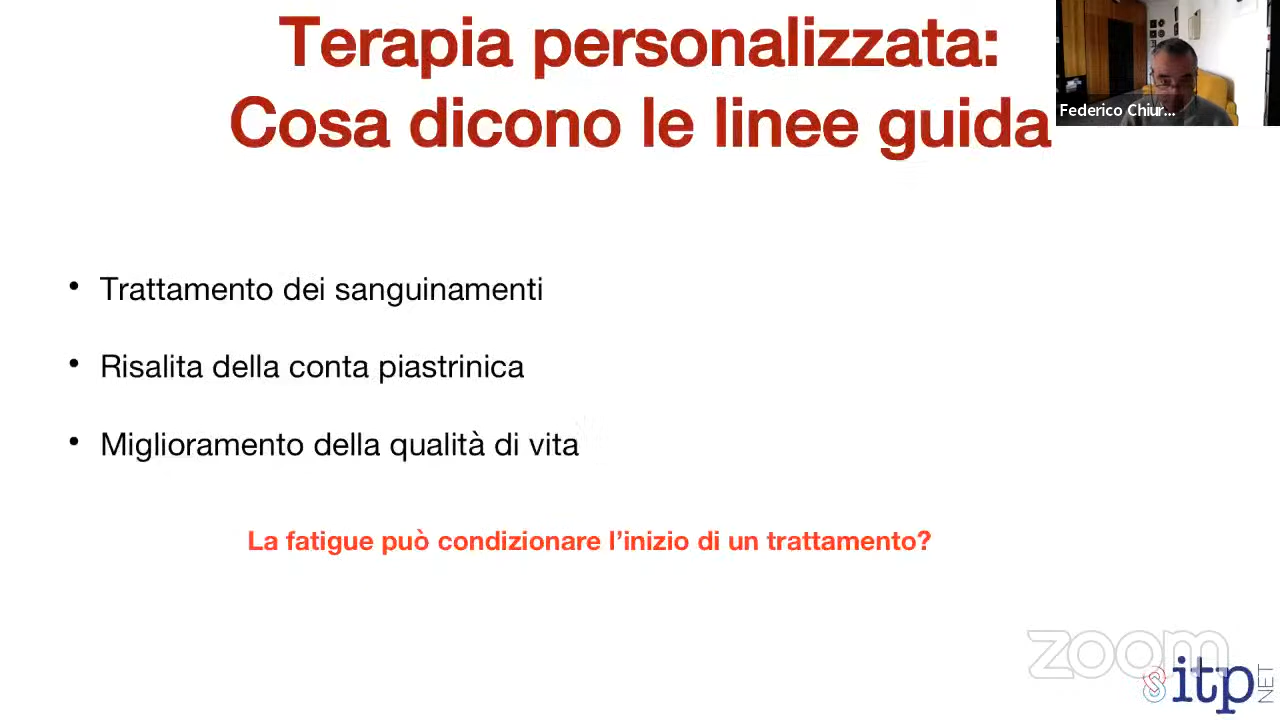 Terapia personalizzata:
Cosa dicono le linee guida
Federico Chiur...
• Trattamento dei sanguinamenti
• Risalita della conta piastrinica
• Miglioramento della qualità di vita
La fatigue può condizionare l'inizio di un trattamento?
zoom
itp
NET